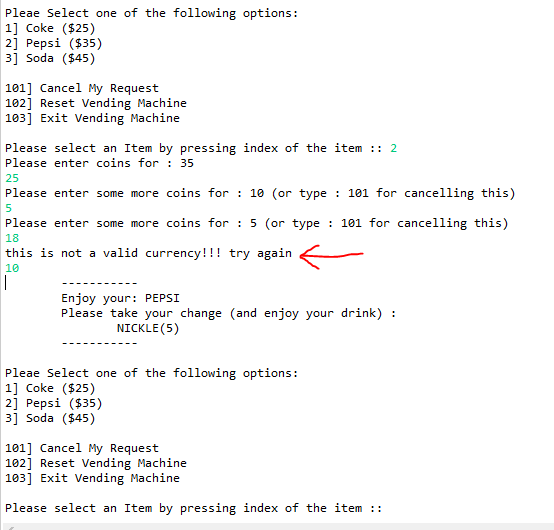 Pleae Select one of the following options:
1] Coke ($25)
2] Pepsi ($35)
3] Soda ($45)
101] Cancel My Request
102] Reset Vending Machine
103] Exit Vending Machine
Please select an Item by pressing index of the item :: 2
Please enter coins for : 35
25
Please enter some more coins for : 10 (or type : 101 for cancelling this)
5
Please enter some more coins for : 5 (or type : 101 for cancelling this)
18
this is not a valid currency!!! try again
10
-----------
Enjoy your: PEPSI
Please take your change (and enjoy your drink) :
NICKLE(5)
-----------
Pleae Select one of the following options:
1] Coke ($25)
2] Pepsi ($35)
3] Soda ($45)
101] Cancel My Request
102] Reset Vending Machine
103] Exit Vending Machine
Please select an Item by pressing index of the item ::